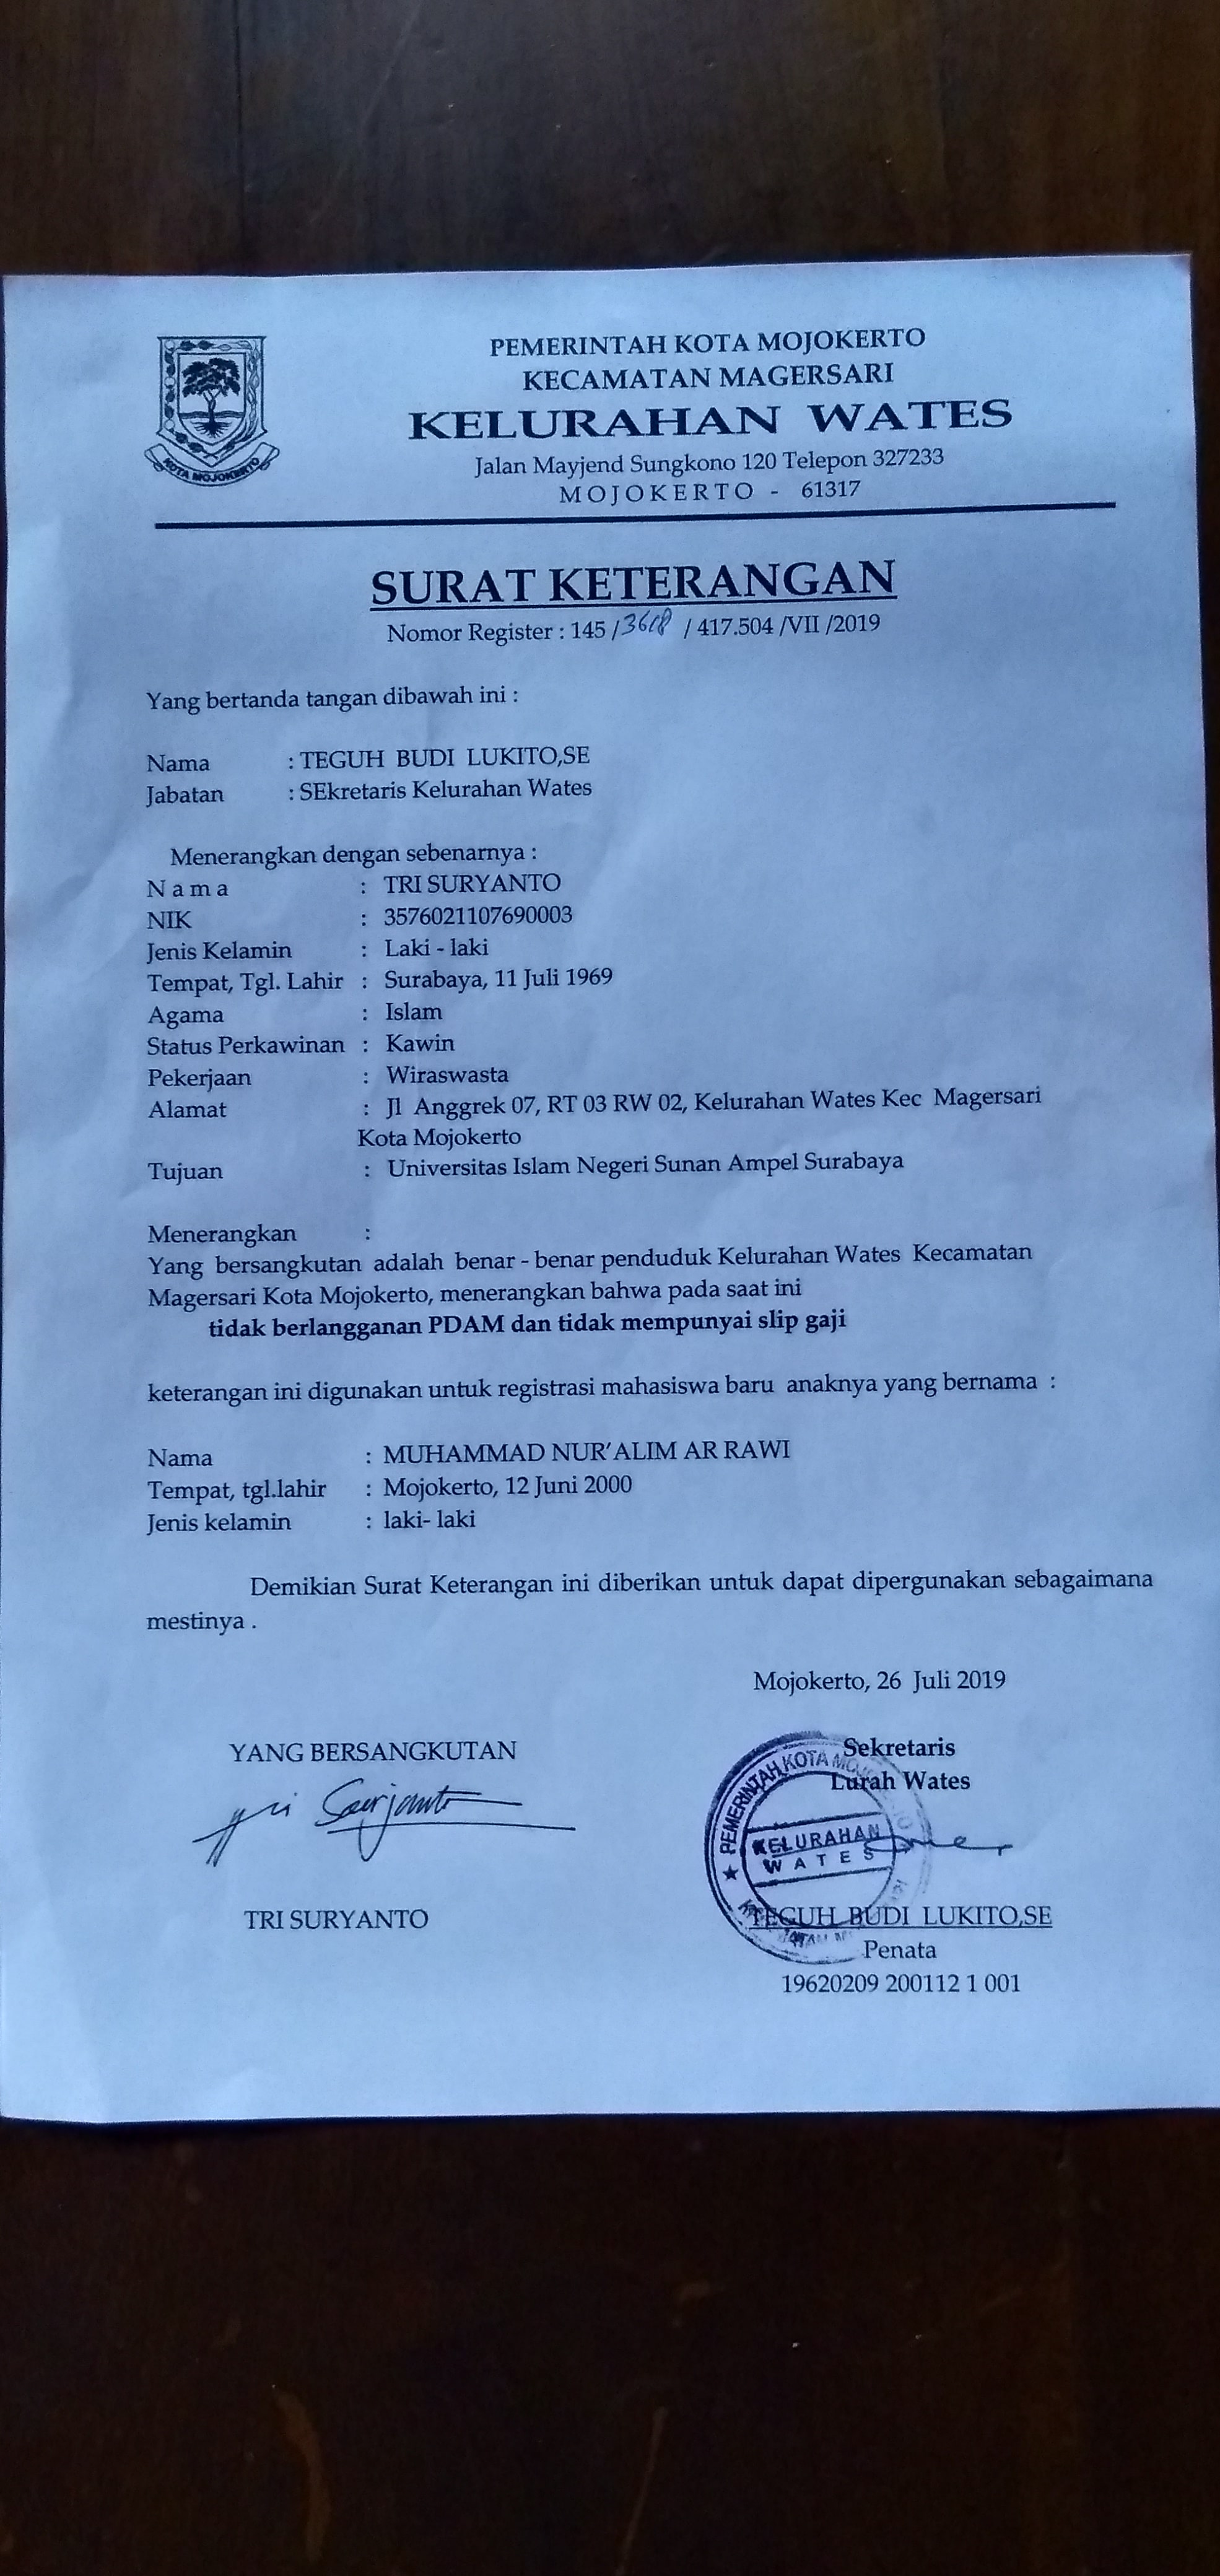 PEMERINTAH KOTA MOJOKERTO
KECAMATAN MAGERSARI
KELURAHAN WATES
Jalan Mayjend Sungkono 120 Telepon 327233
MOJOKERTO - 61317
KOTA MOJOKERTO
SURAT KETERANGAN
Nomor Register : 145 / / 417.504 /VII /2019
Yang bertanda tangan dibawah ini :
Nama : TEGUH BUDI LUKITO,SE
Jabatan : SEkretaris Kelurahan Wates
Menerangkan dengan sebenarnya :
N a m a : TRI SURYANTO
NIK : 3576021107690003
Jenis Kelamin : Laki - laki
Tempat, Tgl. Lahir : Surabaya, 11 Juli 1969
Agama : Islam
Status Perkawinan : Kawin
Pekerjaan : Wiraswasta
Alamat : Jl Anggrek 07, RT 03 RW 02, Kelurahan Wates Kec Magersari
Kota Mojokerto
Tujuan : Universitas Islam Negeri Sunan Ampel Surabaya
Menerangkan :
Yang bersangkutan adalah benar - benar penduduk Kelurahan Wates Kecamatan
Magersari Kota Mojokerto, menerangkan bahwa pada saat ini
tidak berlangganan PDAM dan tidak mempunyai slip gaji
keterangan ini digunakan untuk registrasi mahasiswa baru anaknya yang bernama :
Nama : MUHAMMAD NUR'ALIM AR RAWI
Tempat, tgl.lahir : Mojokerto, 12 Juni 2000
Jenis kelamin : laki- laki
Demikian Surat Keterangan ini diberikan untuk dapat dipergunakan sebagaimana
mestinya .
Mojokerto, 26 Juli 2019
YANG BERSANGKUTAN
TRI SURYANTO
Sekretaris
Lurah Wates
PEMERINTAH KOTA
KELURAHAN
WATES
TEGUH BUDI LUKITO,SE
Penata
19620209 200112 1 001